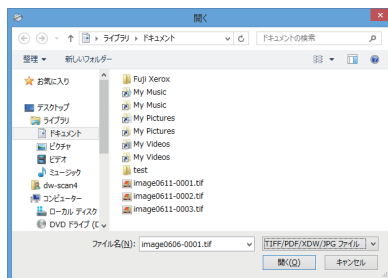 開く
ライブラリ ▸ ドキュメント
ドキュメントの検索
整理 ▼ 新しいフォルダー
お気に入り
デスクトップ
ライブラリ
ドキュメント
ピクチャ
ビデオ
ミュージック
dw-scan4
コンピューター
ローカル ディスク
DVD ドライブ (E
Fuji Xerox
My Music
My Music
My Pictures
My Pictures
My Videos
My Videos
test
image0611-0001.tif
image0611-0002.tif
image0611-0003.tif
ファイル名(N): image0606-0001.tif
TIFF/PDF/XDW/JPG ファイル
開く(O) キャンセル